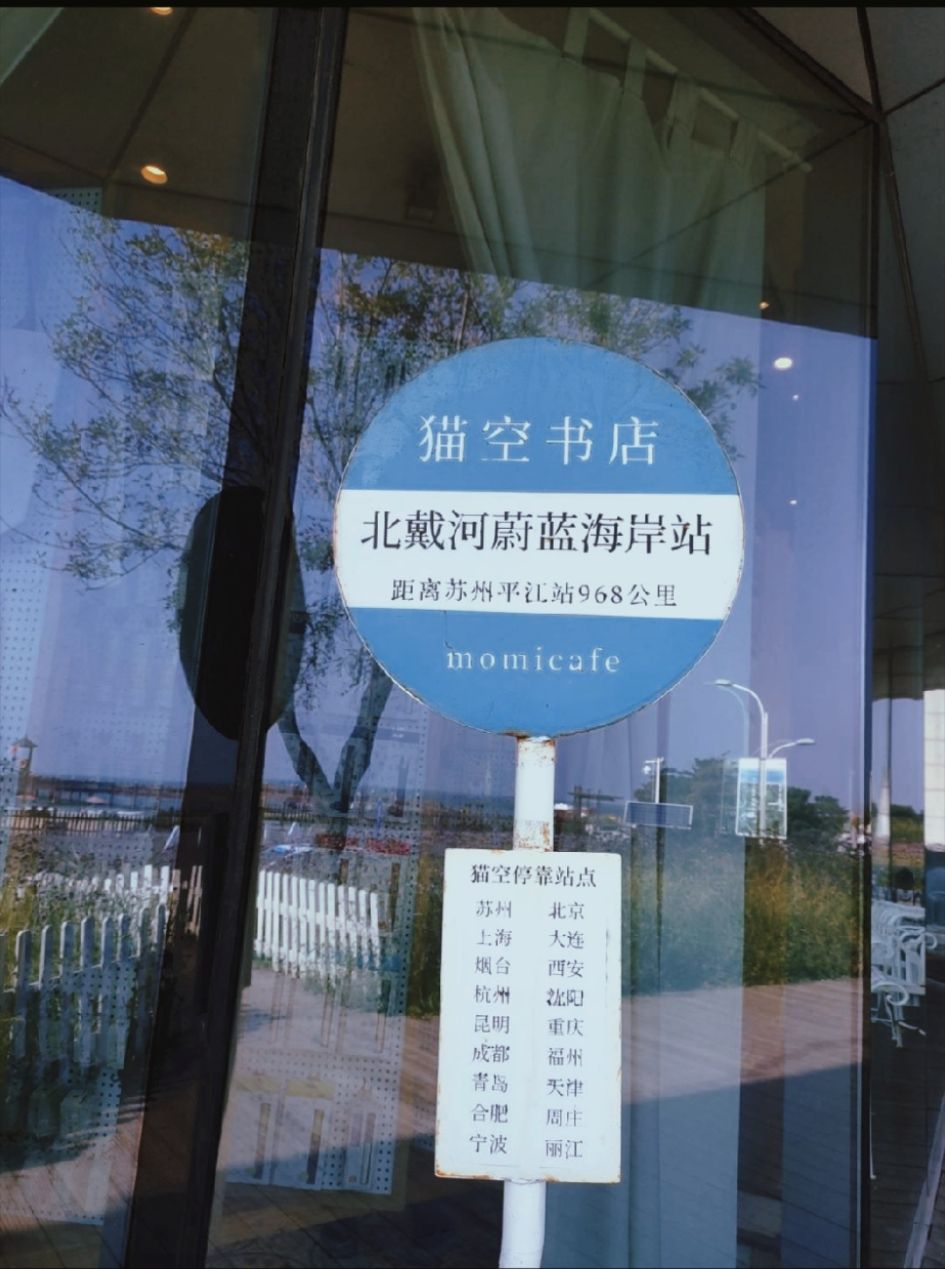 猫空书店
北戴河蔚蓝海岸站
距离苏州平江站968公里
momicafe
猫空停靠站点
苏州 北京
上海 大连
烟台 西安
杭州 沈阳
昆明 重庆
成都 福州
青岛 天津
合肥 周庄
宁波 丽江